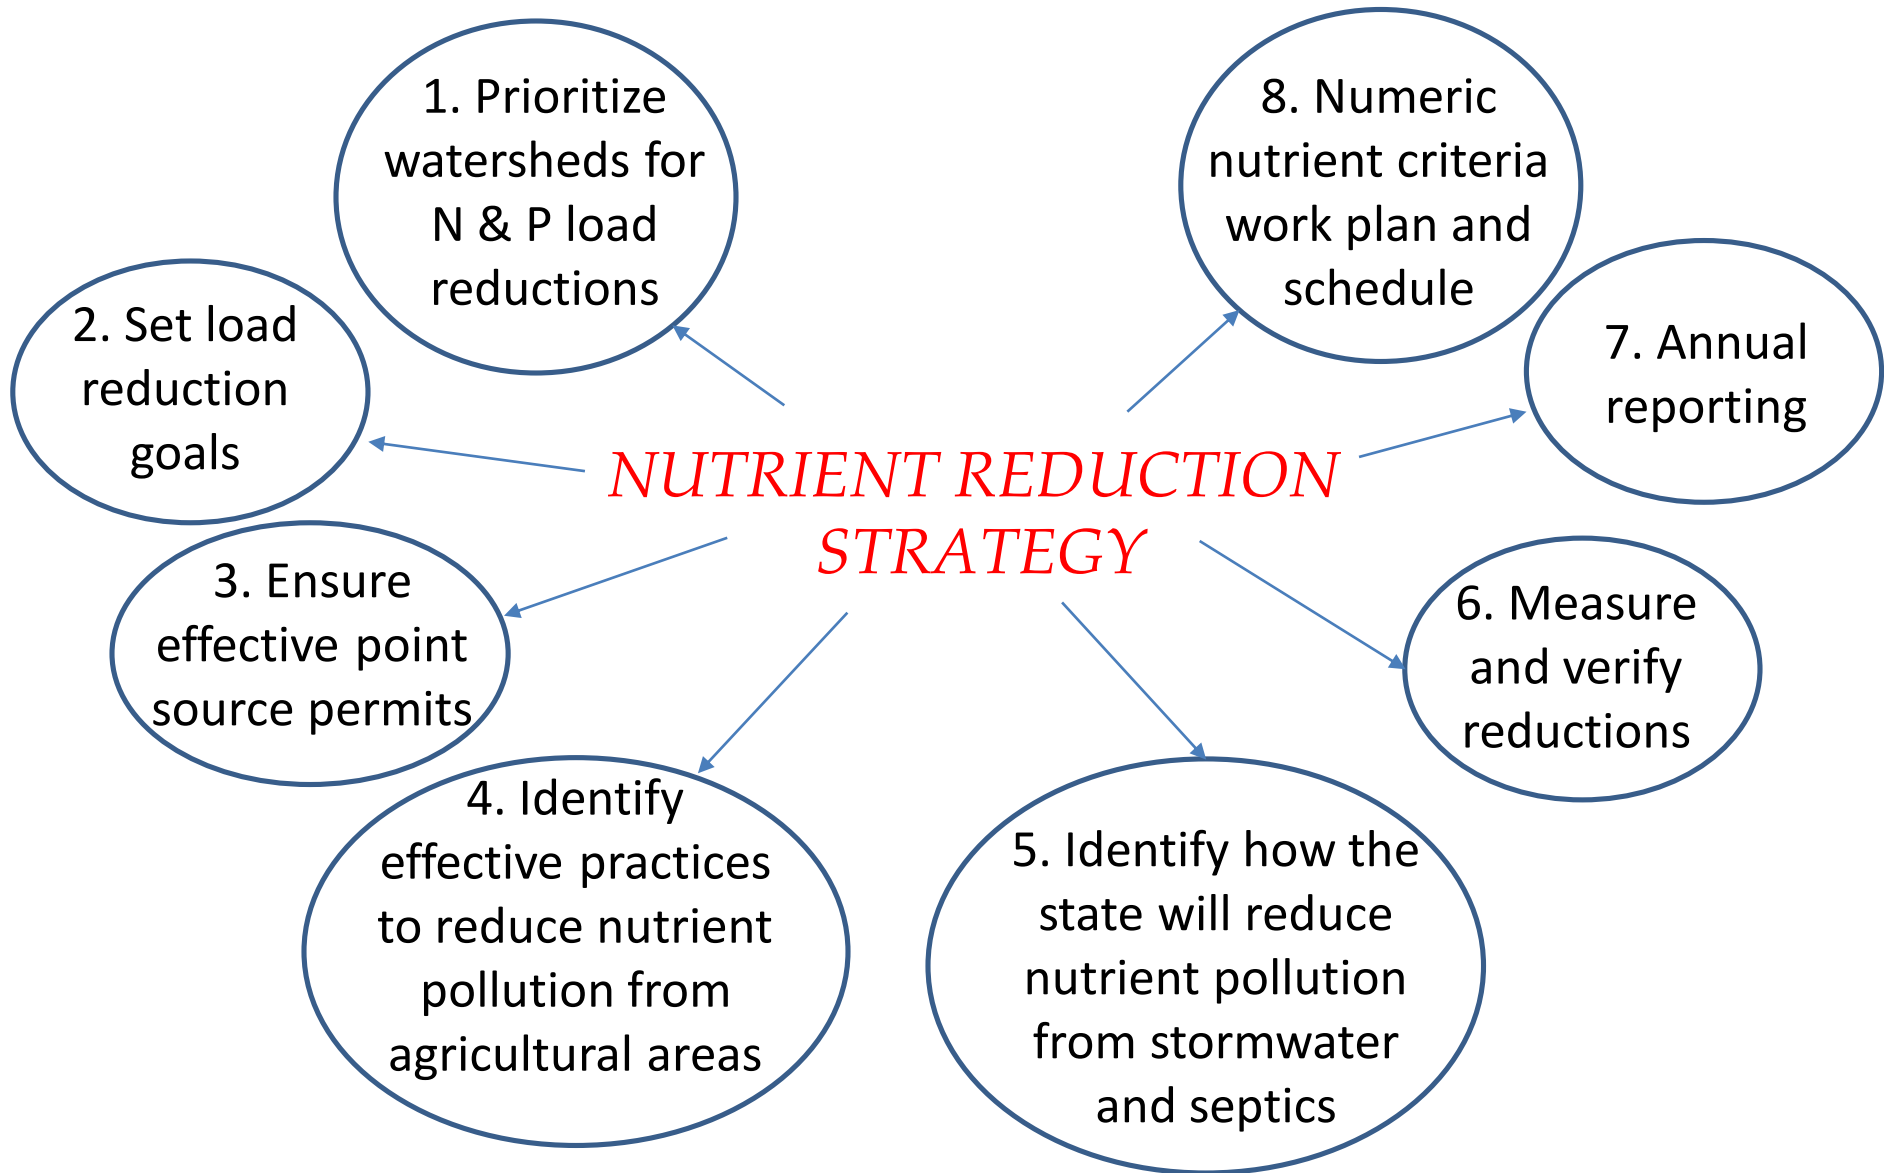 1. Prioritize
watersheds for
N & P load
reductions
2. Set load
reduction
goals
3. Ensure
effective point
source permits
4. Identify
effective practices
to reduce nutrient
pollution from
agricultural areas
5. Identify how the
state will reduce
nutrient pollution
from stormwater
and septics
6. Measure
and verify
reductions
7. Annual
reporting
8. Numeric
nutrient criteria
work plan and
schedule
NUTRIENT REDUCTION
STRATEGY